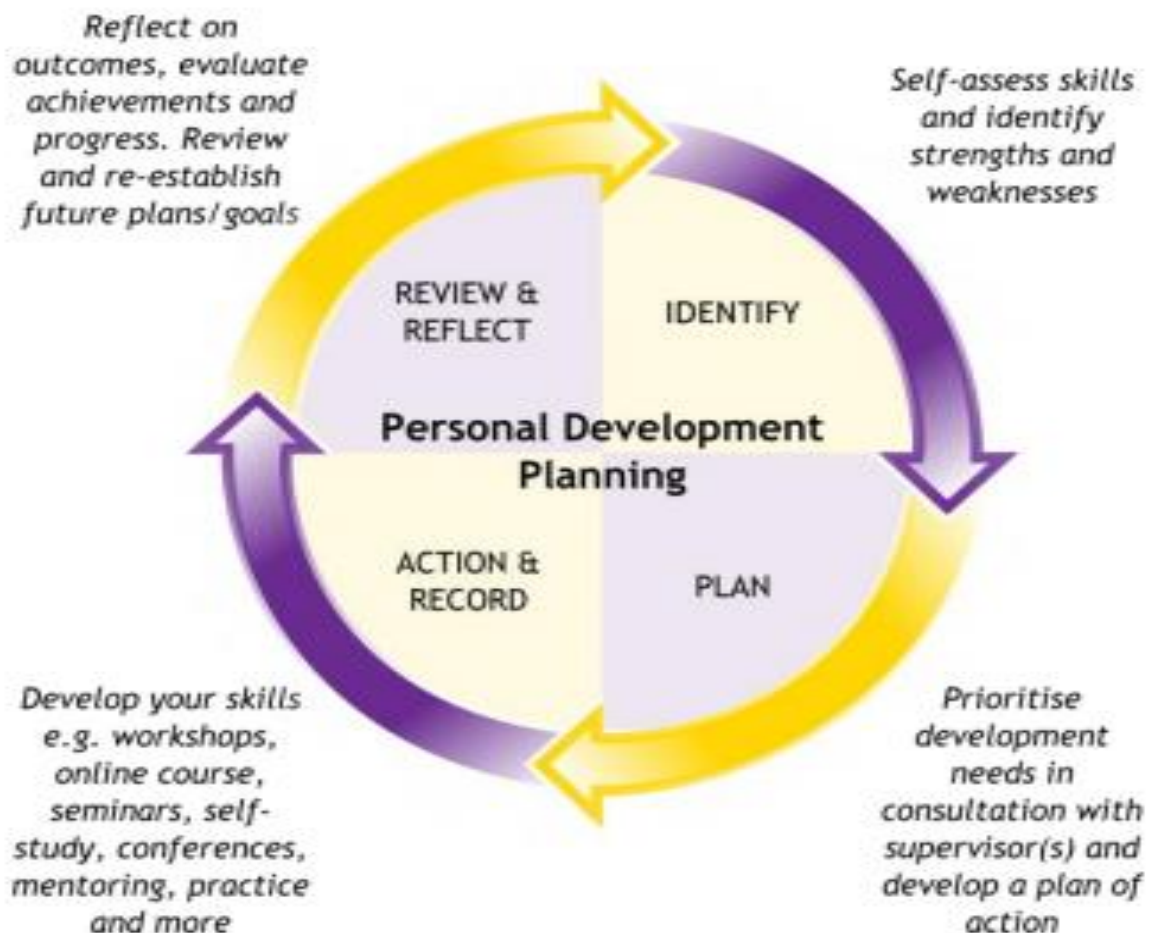 Reflect on
outcomes, evaluate
achievements and
progress. Review
and re-establish
future plans/goals
Self-assess skills
and identify
strengths and
weaknesses
REVIEW &
REFLECT
IDENTIFY
Personal Development
Planning
ACTION &
RECORD
PLAN
Develop your skills
e.g. workshops,
online course,
seminars, self-
study, conferences,
mentoring, practice
and more
Prioritise
development
needs in
consultation with
supervisor(s) and
develop a plan of
action